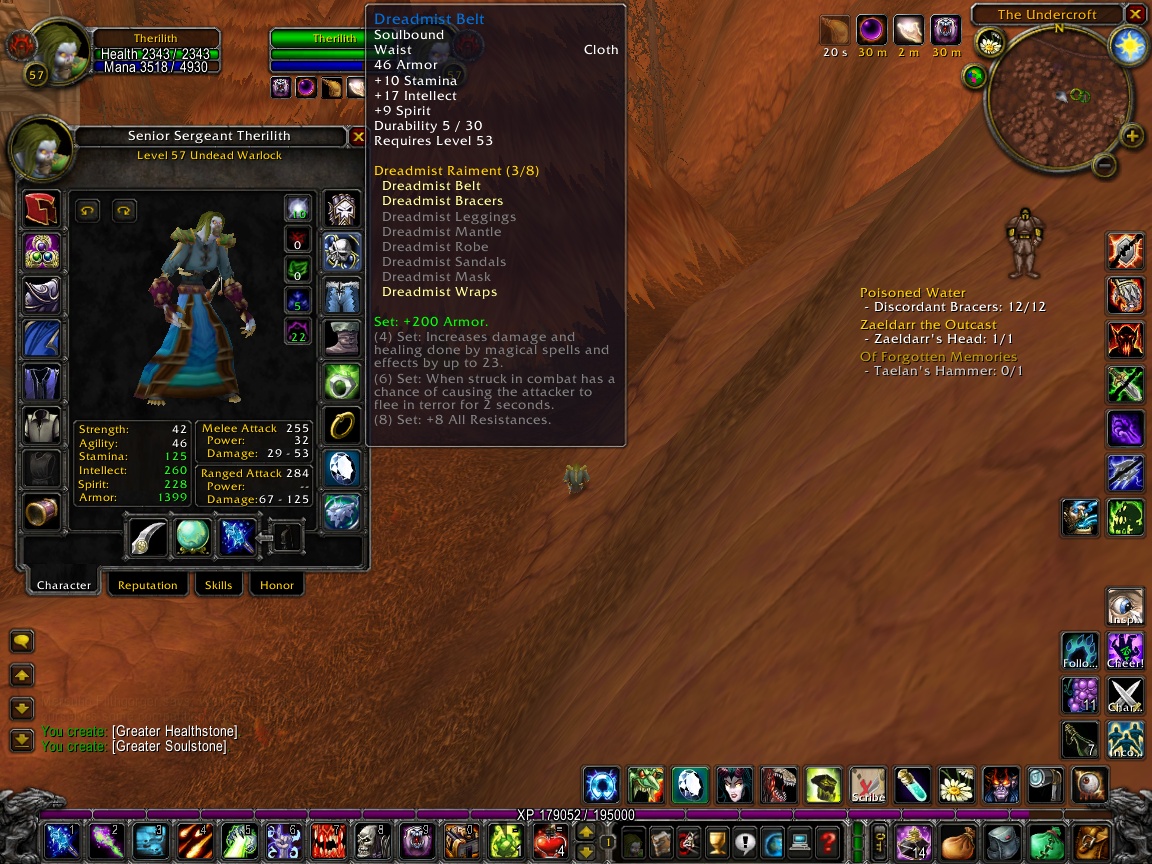 Therilith
Health 2343 / 2343
Mana 3518 / 4930
57
Therilith
57
Dreadmist Belt
Soulbound
Waist Cloth
46 Armor
+10 Stamina
+17 Intellect
+9 Spirit
Durability 5 / 30
Requires Level 53
Dreadmist Raiment (3/8)
Dreadmist Belt
Dreadmist Bracers
Dreadmist Leggings
Dreadmist Mantle
Dreadmist Robe
Dreadmist Sandals
Dreadmist Mask
Dreadmist Wraps
Set: +200 Armor.
(4) Set: Increases damage and
healing done by magical spells and
effects by up to 23.
(6) Set: When struck in combat has a
chance of causing the attacker to
flee in terror for 2 seconds.
(8) Set: +8 All Resistances.
20 s 30 m 2 m 30 m
The Undercroft
N
Senior Sergeant Therilith
Level 57 Undead Warlock
10
0
0
5
22
Strength: 42
Agility: 46
Stamina: 125
Intellect: 260
Spirit: 228
Armor: 1399
Melee Attack 255
Power: 32
Damage: 29 - 53
Ranged Attack 284
Power: --
Damage: 67 - 125
Character Reputation Skills Honor
Poisoned Water
- Discordant Bracers: 12/12
Zaeldarr the Outcast
- Zaeldarr's Head: 1/1
Of Forgotten Memories
- Taelan's Hammer: 0/1
Insp...
Follo... Cheer!
11 Char...
7 Inco...
You create: [Greater Healthstone].
You create: [Greater Soulstone].
Scribe
XP 179052 / 195000
1 2 3 4 5 6 7 8 9 0 - =
4
1
14